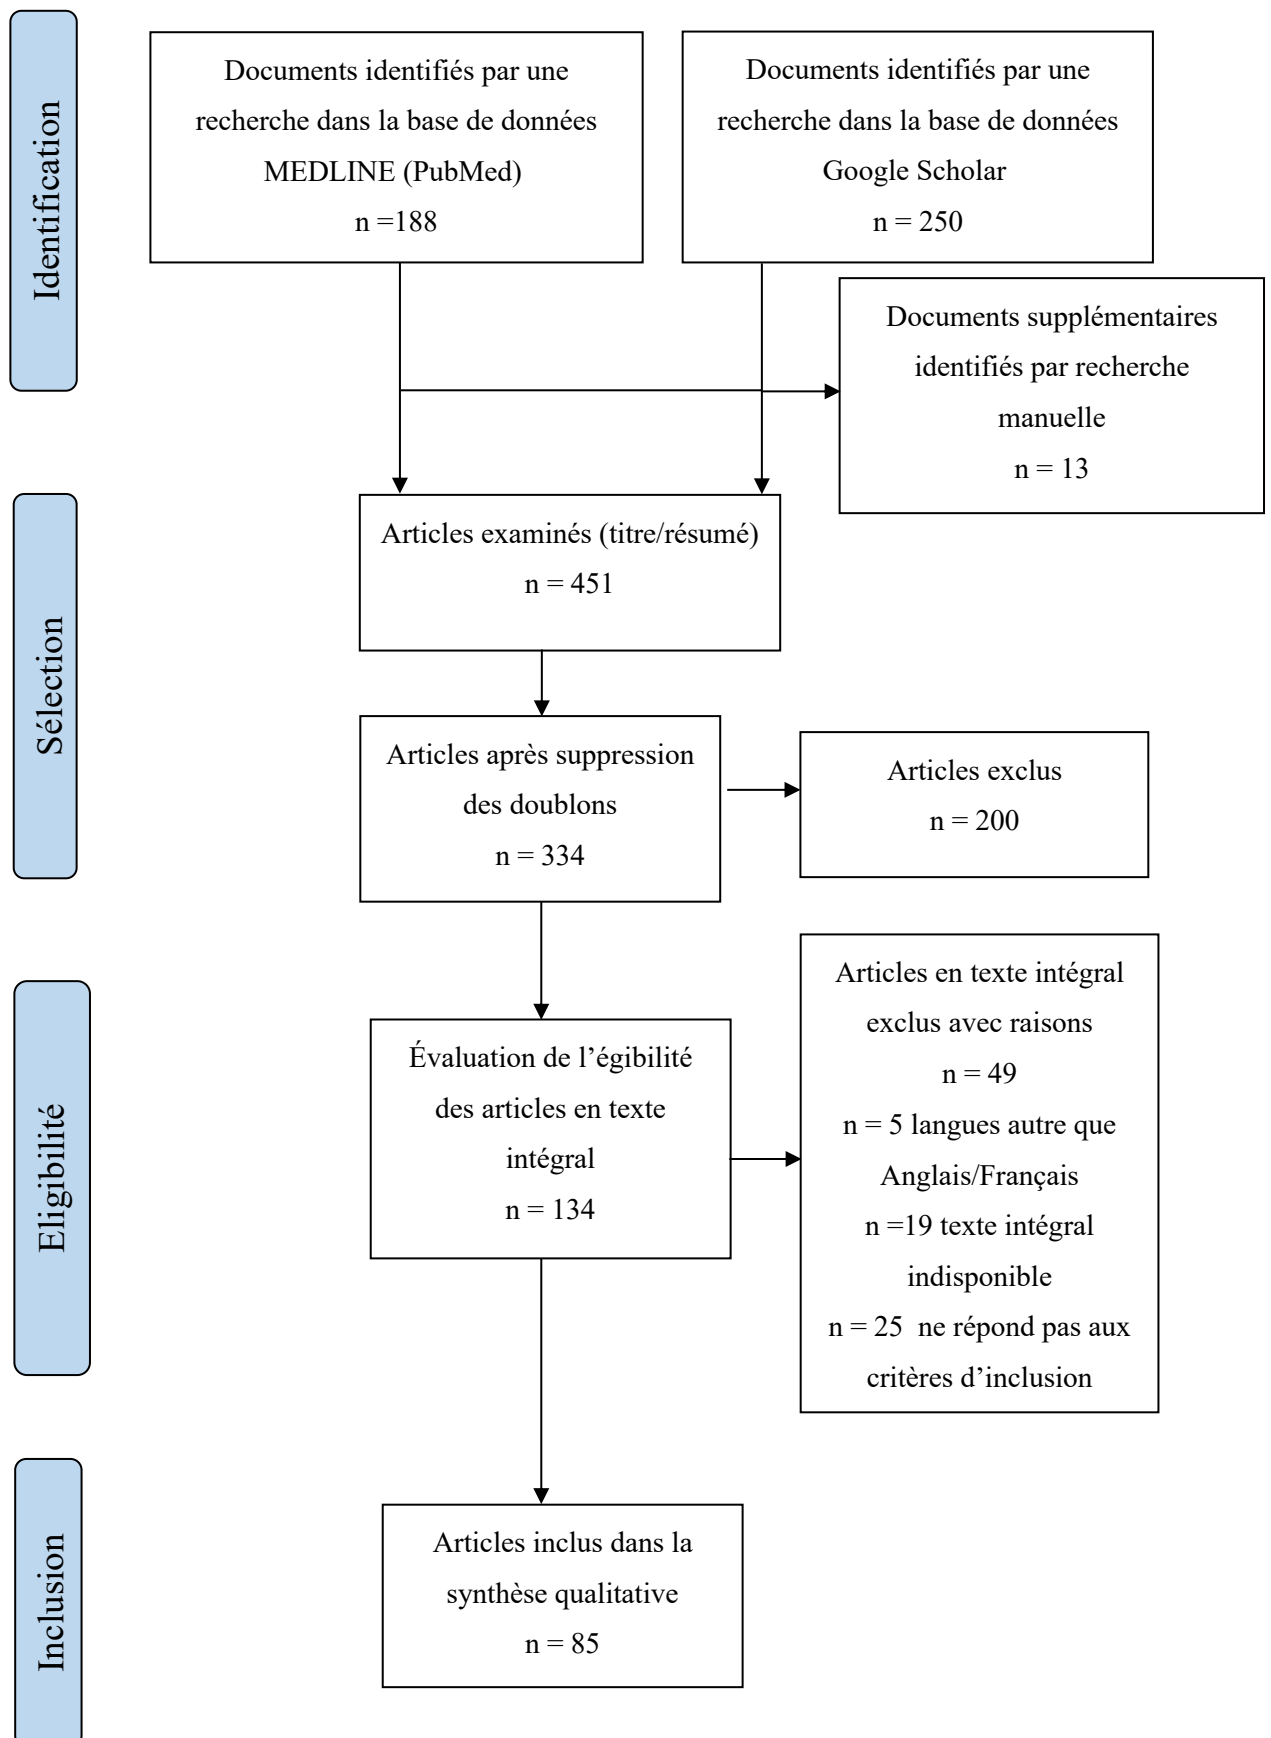 Identification
Documents identifiés par une
recherche dans la base de données
MEDLINE (PubMed)
n =188
Documents identifiés par une
recherche dans la base de données
Google Scholar
n = 250
Documents supplémentaires
identifiés par recherche
manuelle
n = 13
Sélection
Articles examinés (titre/résumé)
n = 451
Articles après suppression
des doublons
n = 334
Articles exclus
n = 200
Eligibilité
Évaluation de l’égibilité
des articles en texte
intégral
n = 134
Articles en texte intégral
exclus avec raisons
n = 49
n = 5 langues autre que
Anglais/Français
n =19 texte intégral
indisponible
n = 25  ne répond pas aux
critères d’inclusion
Inclusion
Articles inclus dans la
synthèse qualitative
n = 85